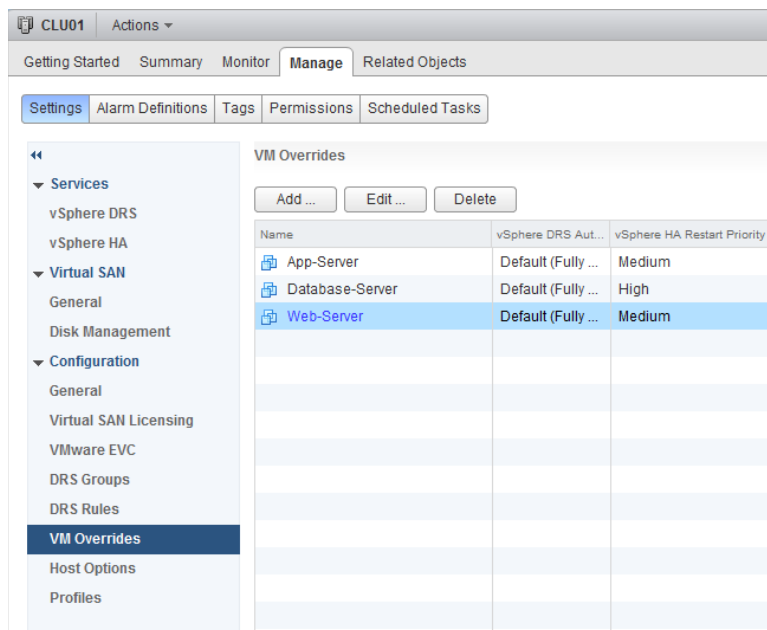 CLU01 Actions
Getting Started Summary Monitor Manage Related Objects
Settings Alarm Definitions Tags Permissions Scheduled Tasks
VM Overrides
Services
vSphere DRS
vSphere HA
Virtual SAN
General
Disk Management
Configuration
General
Virtual SAN Licensing
VMware EVC
DRS Groups
DRS Rules
VM Overrides
Host Options
Profiles
Add ... Edit ... Delete
Name vSphere DRS Aut... vSphere HA Restart Priority
App-Server Default (Fully ... Medium
Database-Server Default (Fully ... High
Web-Server Default (Fully ... Medium